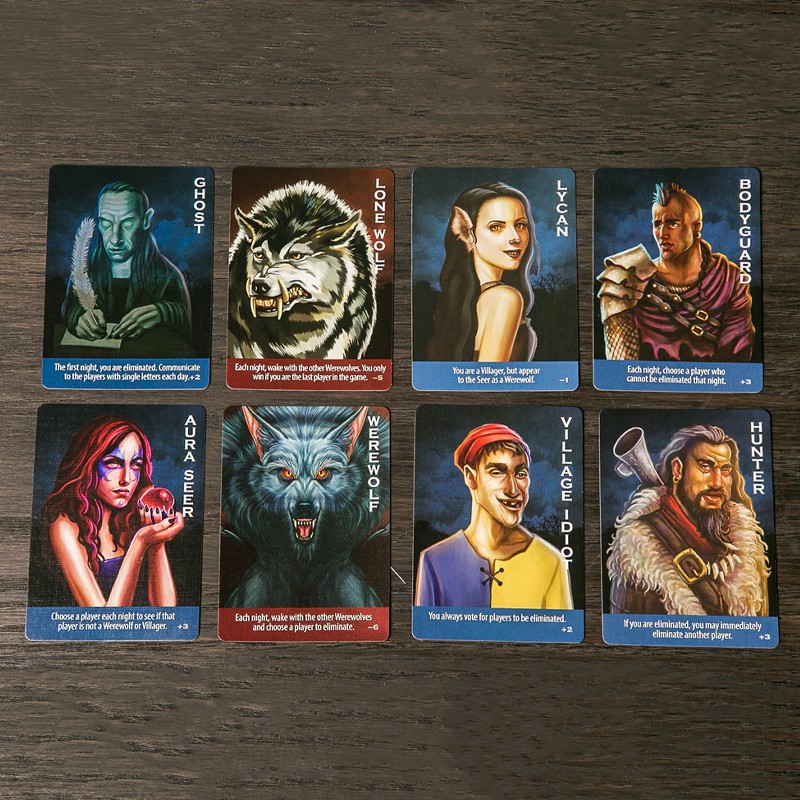 GHOST
The first night, you are eliminated. Communicate
to the players with single letters each day. +2
LONE WOLF
Each night, wake with the other Werewolves. You only
win if you are the last player in the game. -5
LYCAN
You are a Villager, but appear
to the Seer as a Werewolf. -1
BODYGUARD
Each night, choose a player who
cannot be eliminated that night. +3
AURA SEER
Choose a player each night to see if that
player is not a Werewolf or Villager. +3
WEREWOLF
Each night, wake with the other Werewolves
and choose a player to eliminate. -6
VILLAGE IDIOT
You always vote for players to be eliminated.
+2
HUNTER
If you are eliminated, you may immediately
eliminate another player. +3